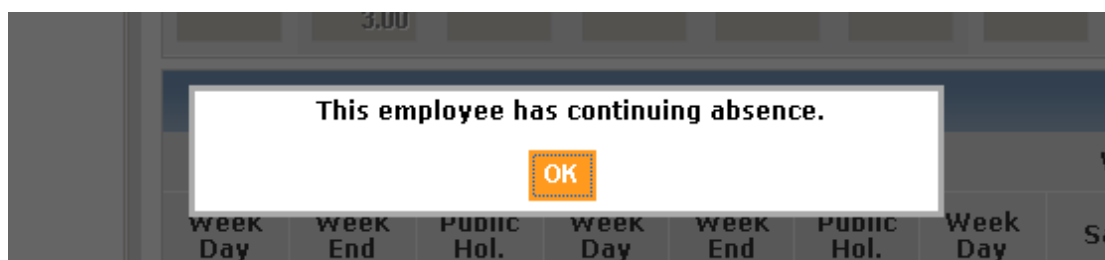 3.00
This employee has continuing absence.
OK
Week Week Public Week Week Public Week
Day End Hol. Day End Hol. Day